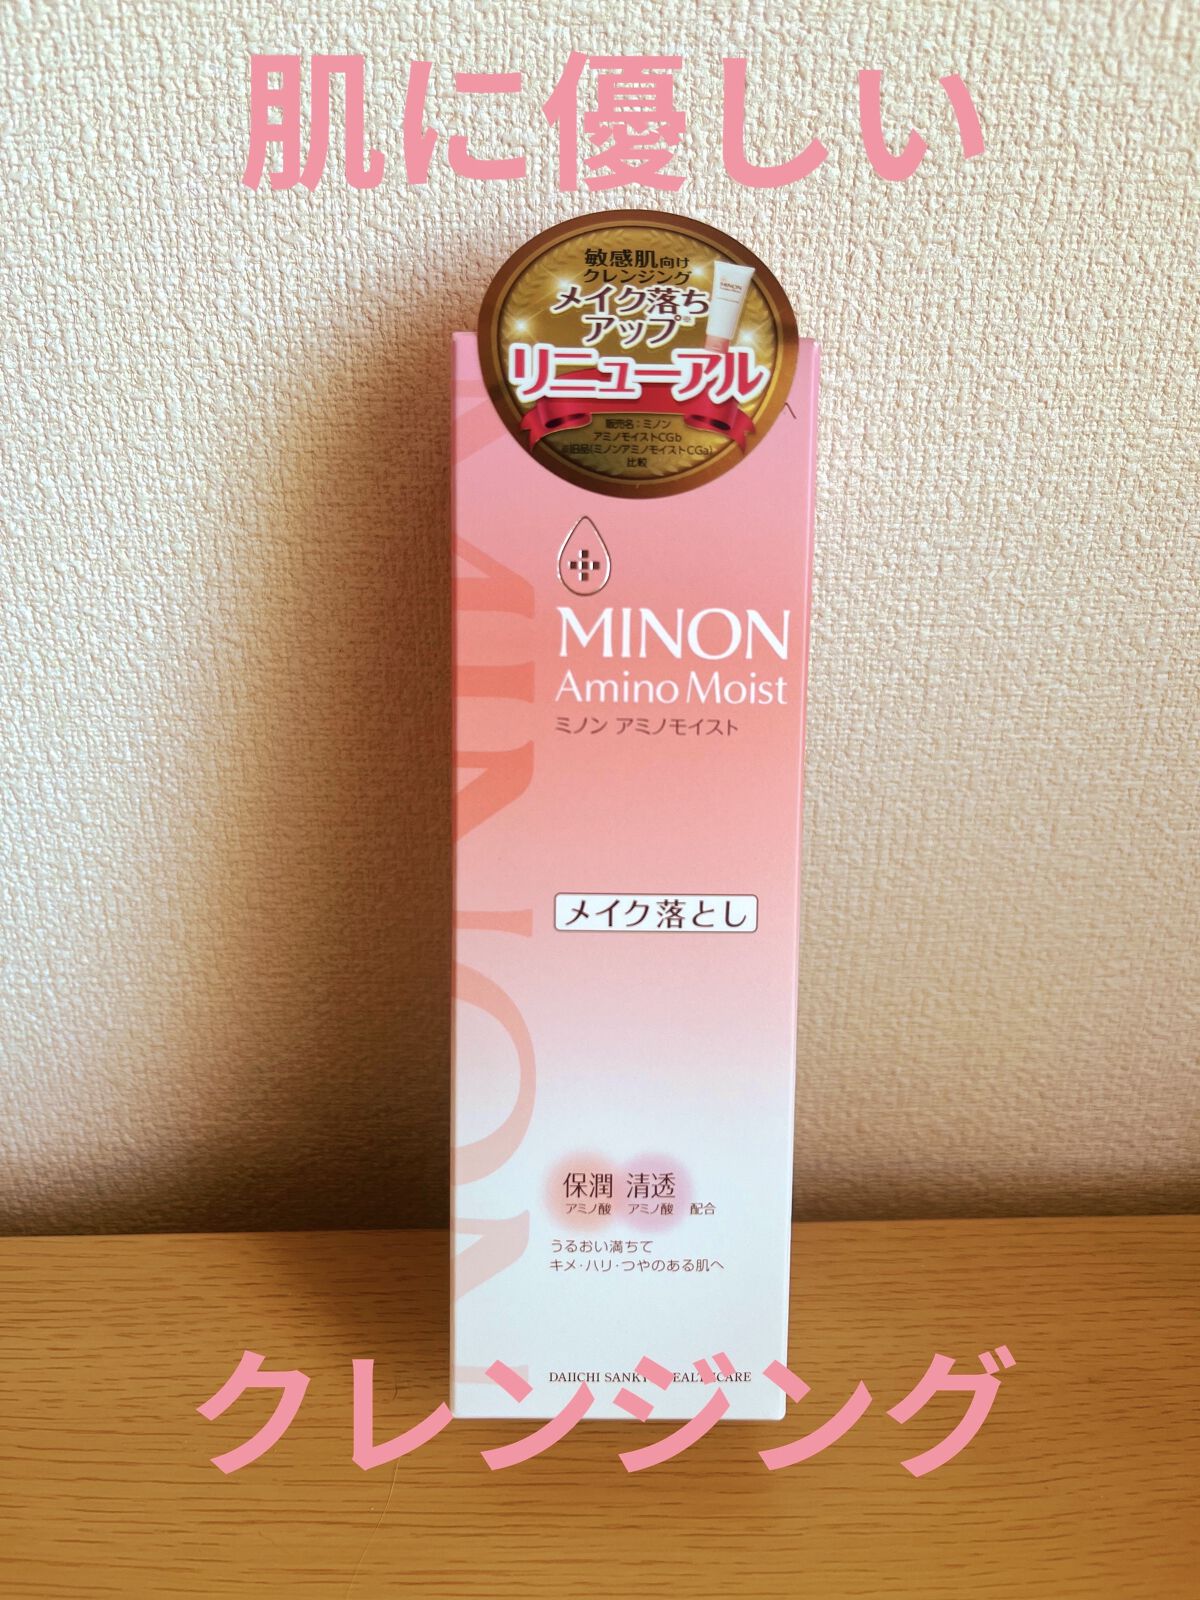 肌に優しい
敏感肌向け
クレンジング
メイク落ち
アップ※
リニューアル
販売名：ミノン
アミノモイストCGb
※旧品(ミノンアミノモイストCGa)
比較
MINON
Amino Moist
ミノン アミノモイスト
メイク落とし
保潤 清透
アミノ酸 アミノ酸 配合
うるおい満ちて
キメ・ハリ・つやのある肌へ
DAIICHI SANKYO HEALTHCARE
クレンジング
MINON